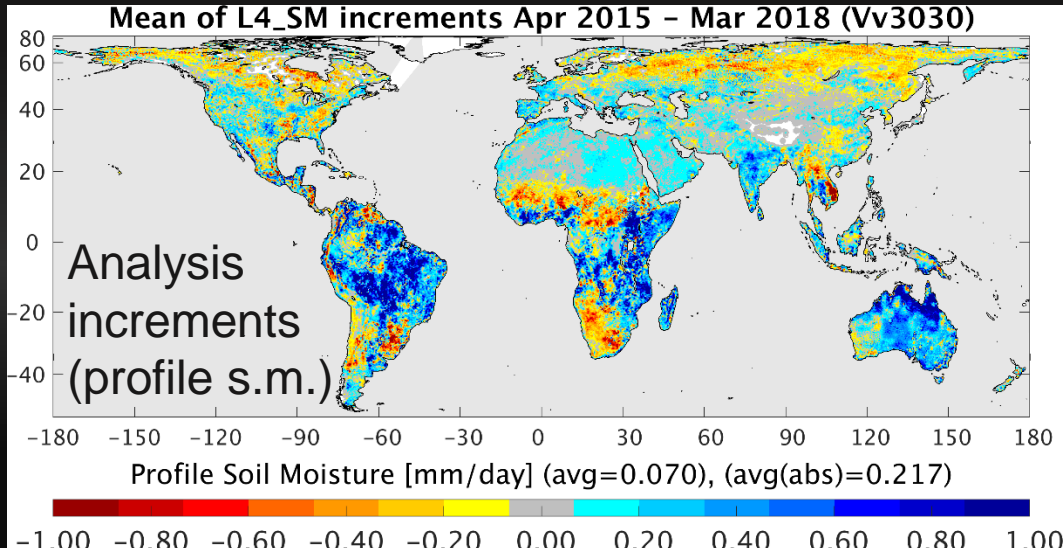 Mean of L4_SM increments Apr 2015 – Mar 2018 (Vv3030)
80
60
40
20
0
−20
−40
Analysis
increments
(profile s.m.)
−180 −150 −120 −90 −60 −30 0 30 60 90 120 150 180
Profile Soil Moisture [mm/day] (avg=0.070), (avg(abs)=0.217)
−1.00 −0.80 −0.60 −0.40 −0.20 0.00 0.20 0.40 0.60 0.80 1.00